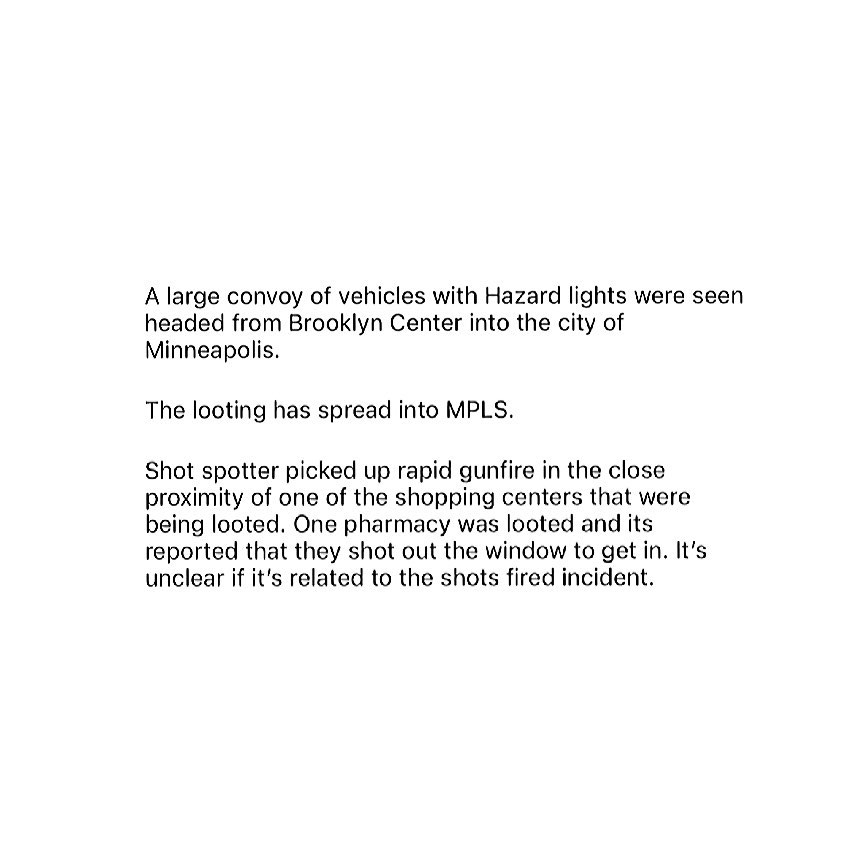 A large convoy of vehicles with Hazard lights were seen
headed from Brooklyn Center into the city of
Minneapolis.
The looting has spread into MPLS.
Shot spotter picked up rapid gunfire in the close
proximity of one of the shopping centers that were
being looted. One pharmacy was looted and its
reported that they shot out the window to get in. It’s
unclear if it’s related to the shots fired incident.